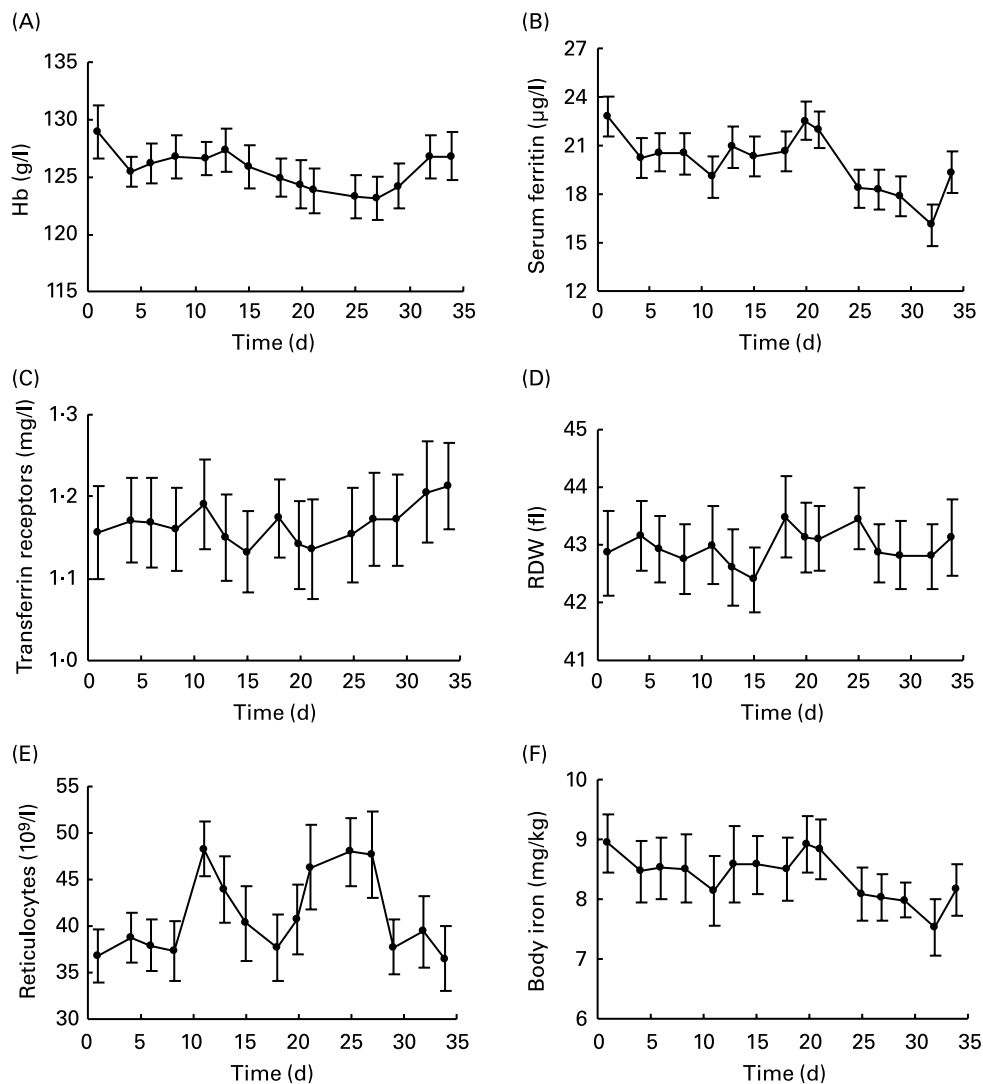 (A)
135
130
125
120
115
Hb (g/l)
0 5 10 15 20 25 30 35
Time (d)
(B)
27
24
21
18
15
12
Serum ferritin (μg/l)
0 5 10 15 20 25 30 35
Time (d)
(C)
1·3
1·2
1·1
1·0
Transferrin receptors (mg/l)
0 5 10 15 20 25 30 35
Time (d)
(D)
45
44
43
42
41
RDW (fl)
0 5 10 15 20 25 30 35
Time (d)
(E)
55
50
45
40
35
30
Reticulocytes (10⁹/l)
0 5 10 15 20 25 30 35
Time (d)
(F)
10
9
8
7
6
Body iron (mg/kg)
0 5 10 15 20 25 30 35
Time (d)